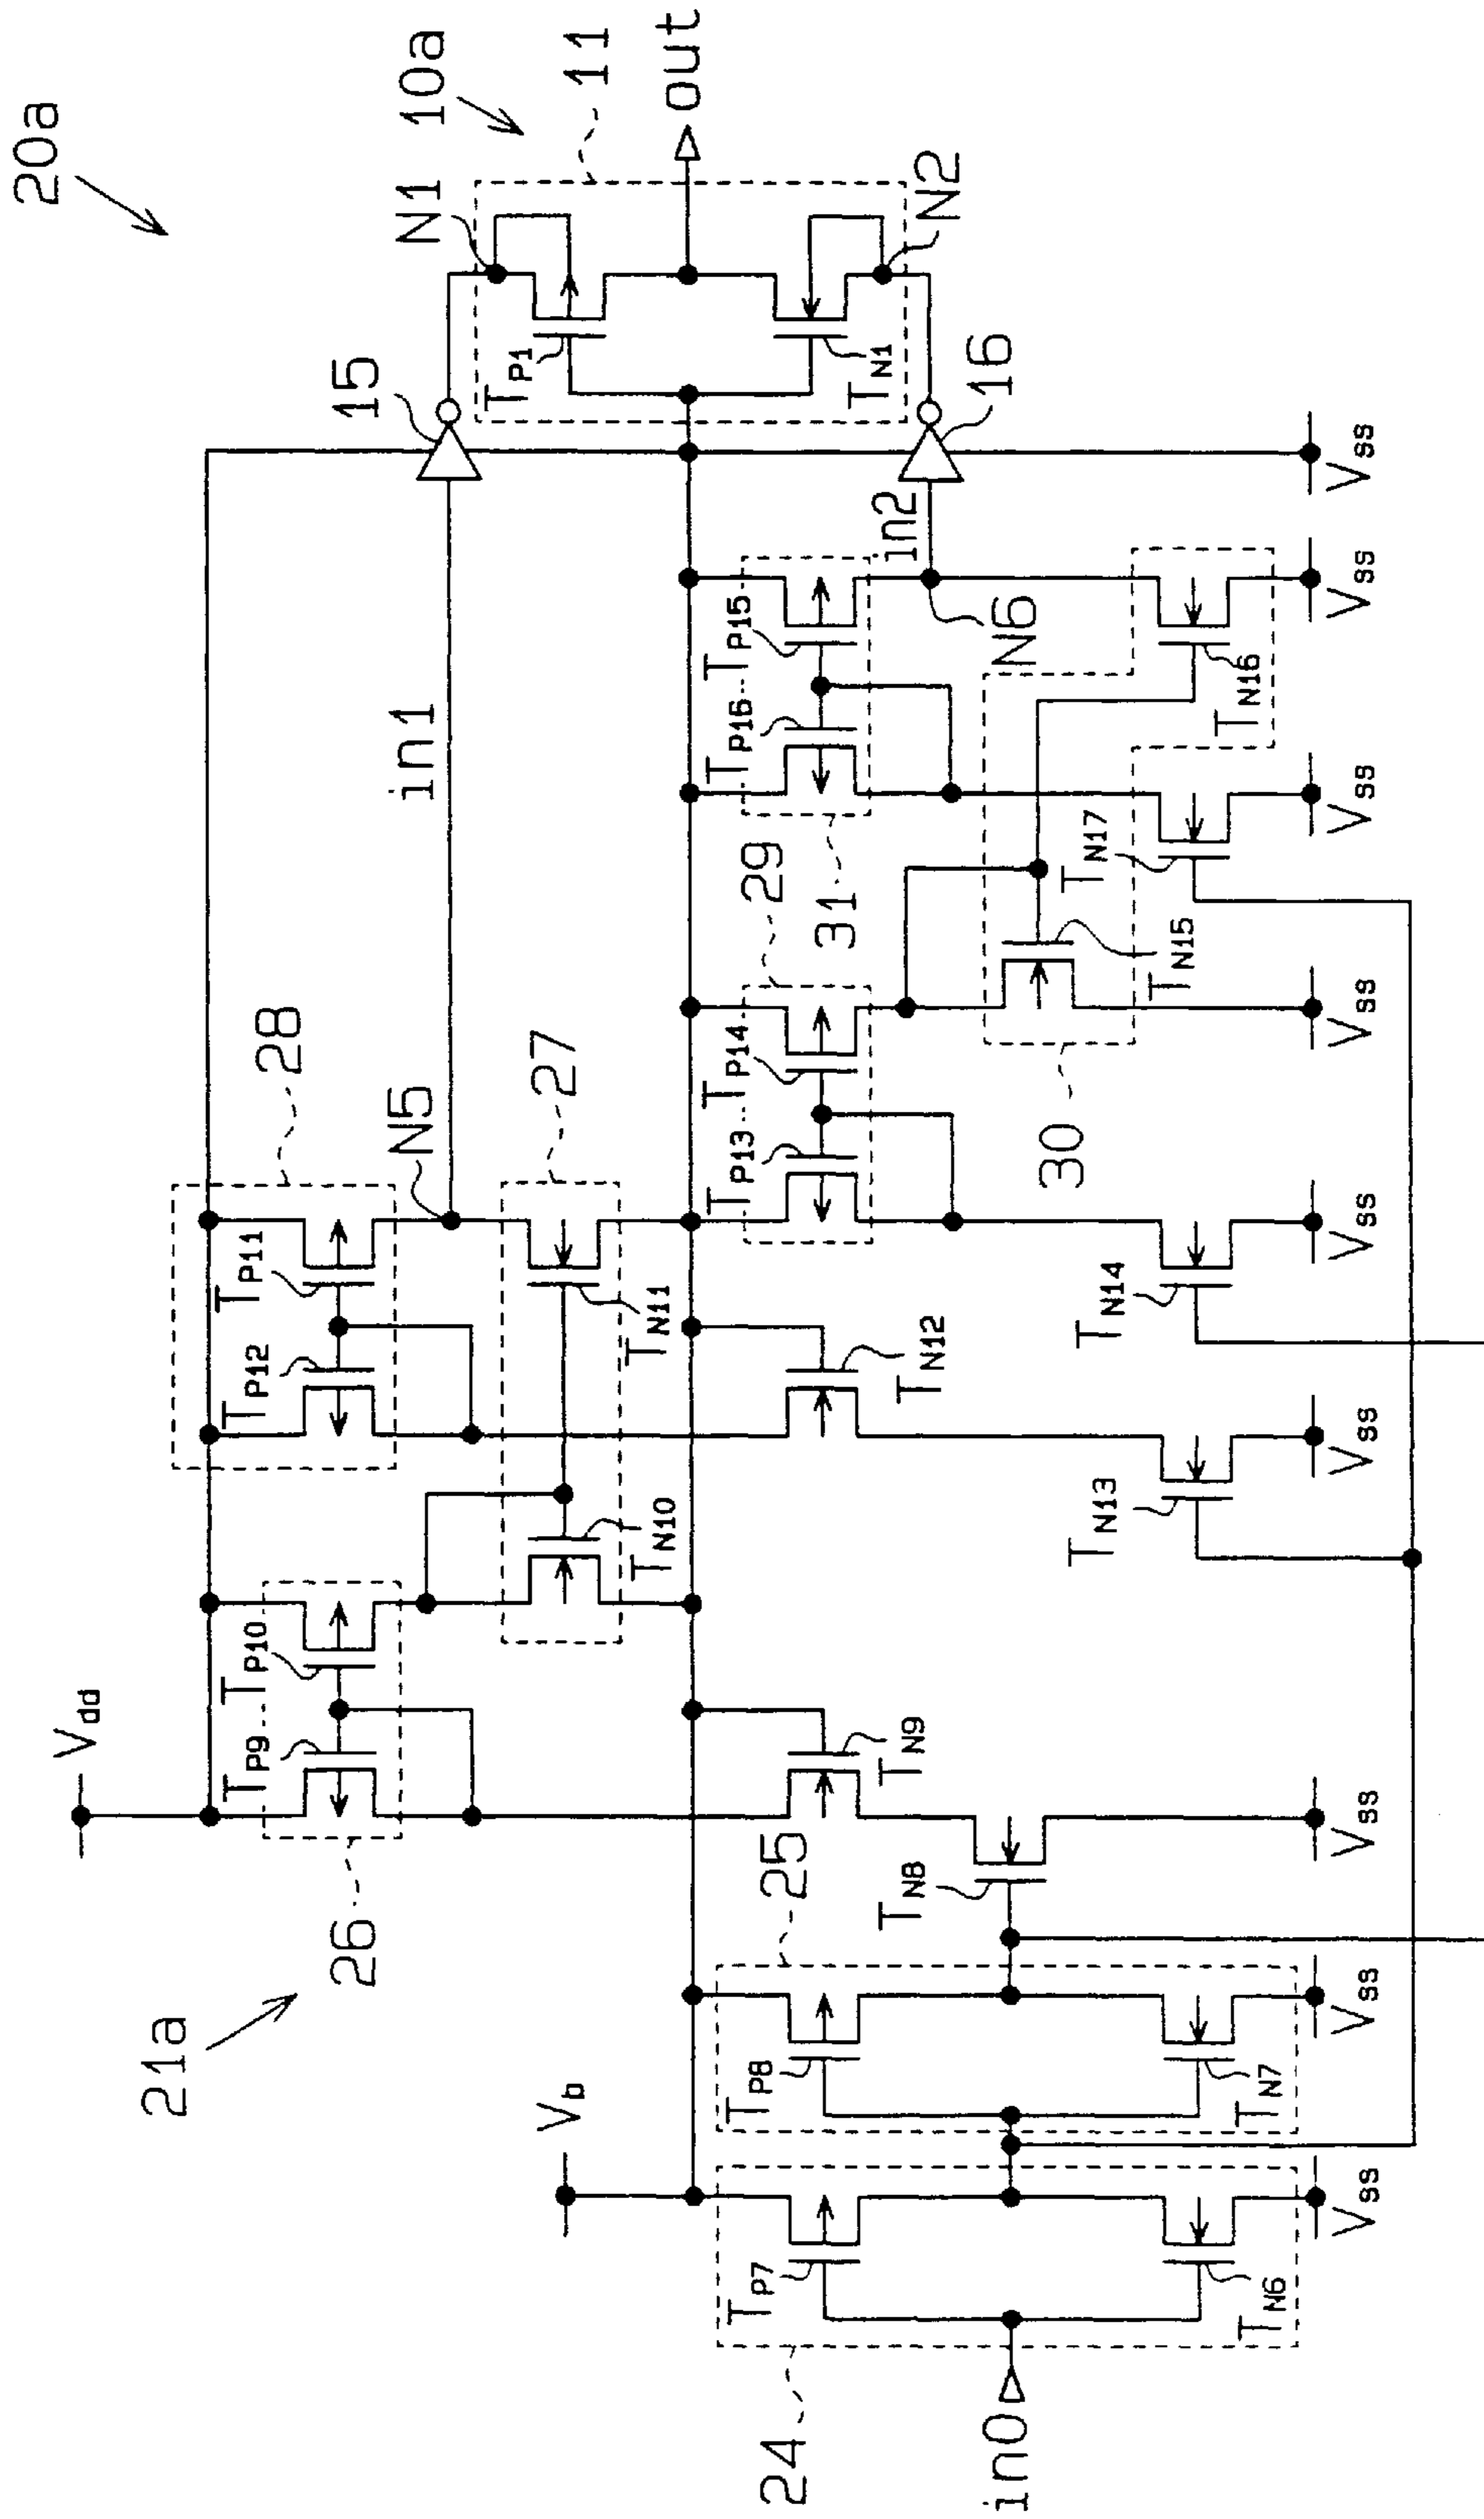 20a
21a
10a
Vdd
Vb
26
28
TP9
TP10
TP12
TP11
N5
in1
15
N1
11
TP1
out
TN1
N2
16
27
TN10
TN11
24
25
TP7
TP8
TN9
TN12
29
TP13
TP14
31
TP16
TP15
in2
N6
in0
TN8
30
TN15
TN17
TN6
TN7
TN13
TN14
TN16
Vss
Vss
Vss
Vss
Vss
Vss
Vss
Vss
Vss